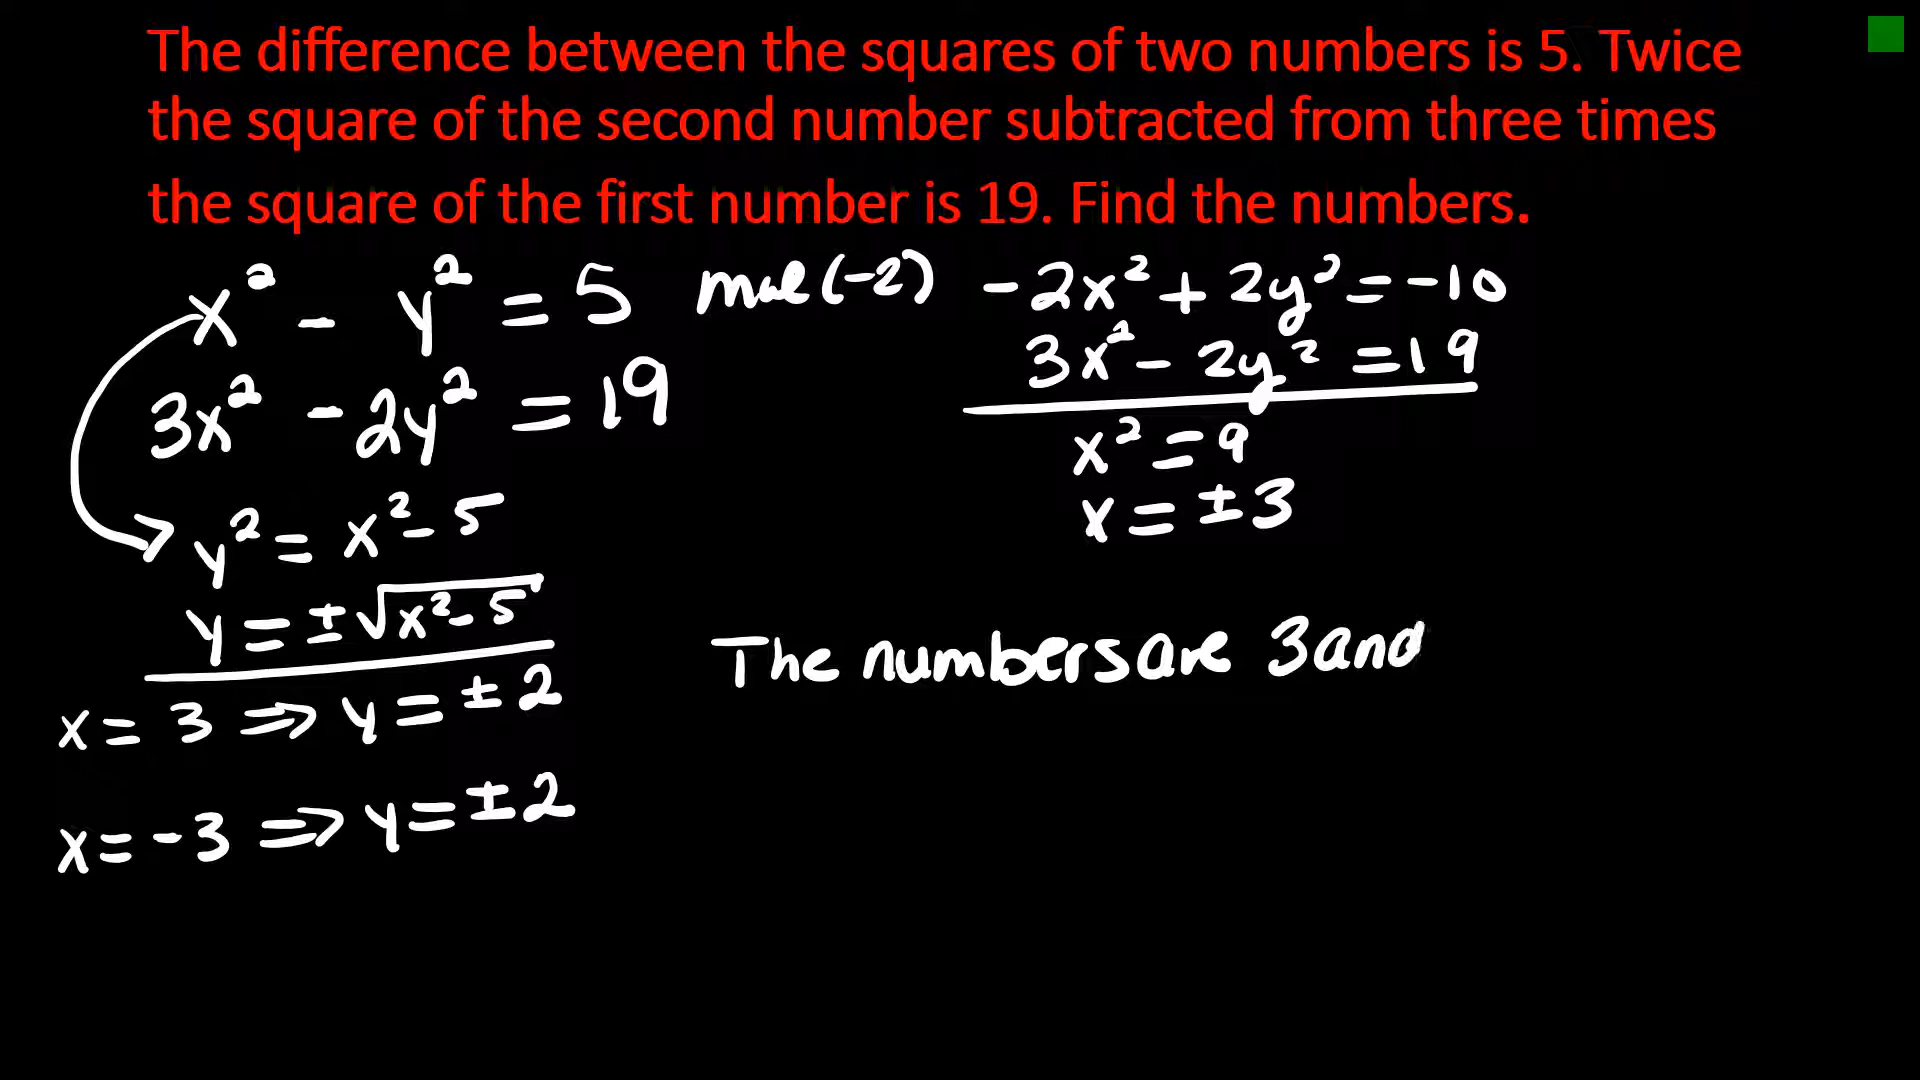 The difference between the squares of two numbers is 5. Twice
the square of the second number subtracted from three times
the square of the first number is 19. Find the numbers.
x² - y² = 5 mul (-2)
3x² - 2y² = 19
y² = x² - 5
y = ±√x² - 5
x = 3 ⇒ y = ±2
x = -3 ⇒ y = ±2
-2x² + 2y² = -10
3x² - 2y² = 19
x² = 9
x = ±3
The numbers are 3 and